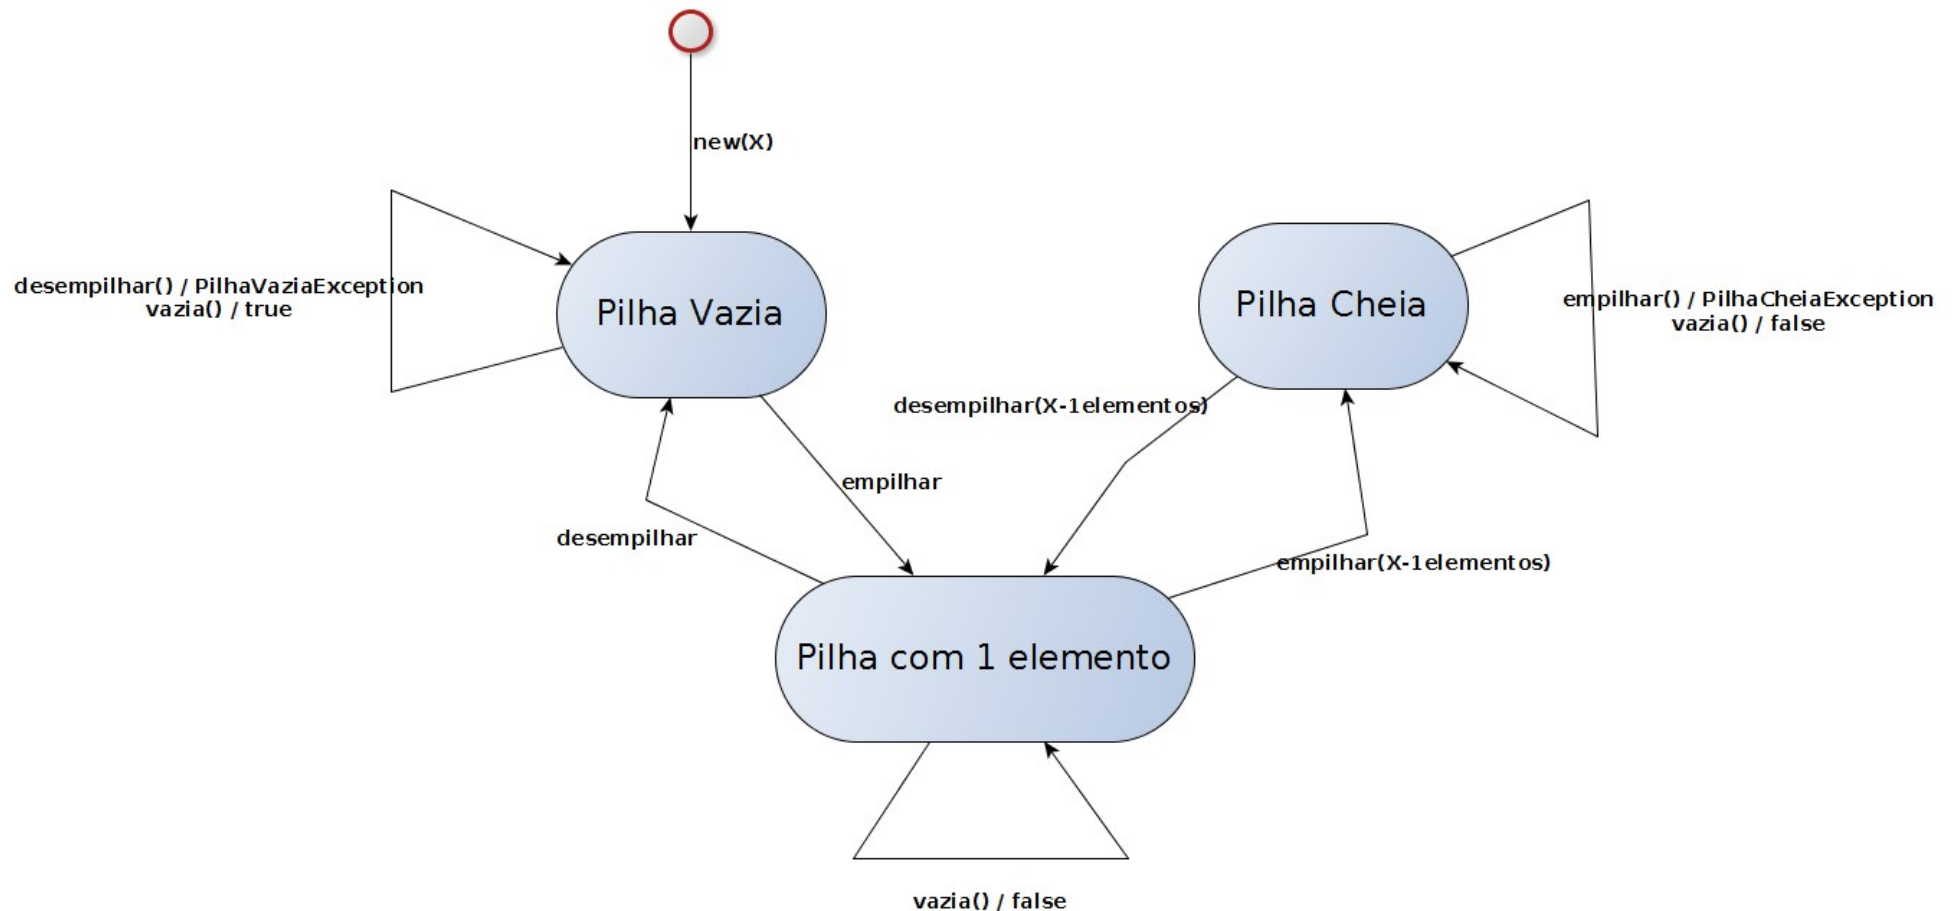 new(X)
desempilhar() / PilhaVaziaException
vazia() / true
Pilha Vazia
Pilha Cheia
empilhar() / PilhaCheiaException
vazia() / false
desempilhar(X-1elementos)
empilhar
desempilhar
empilhar(X-1elementos)
Pilha com 1 elemento
vazia() / false